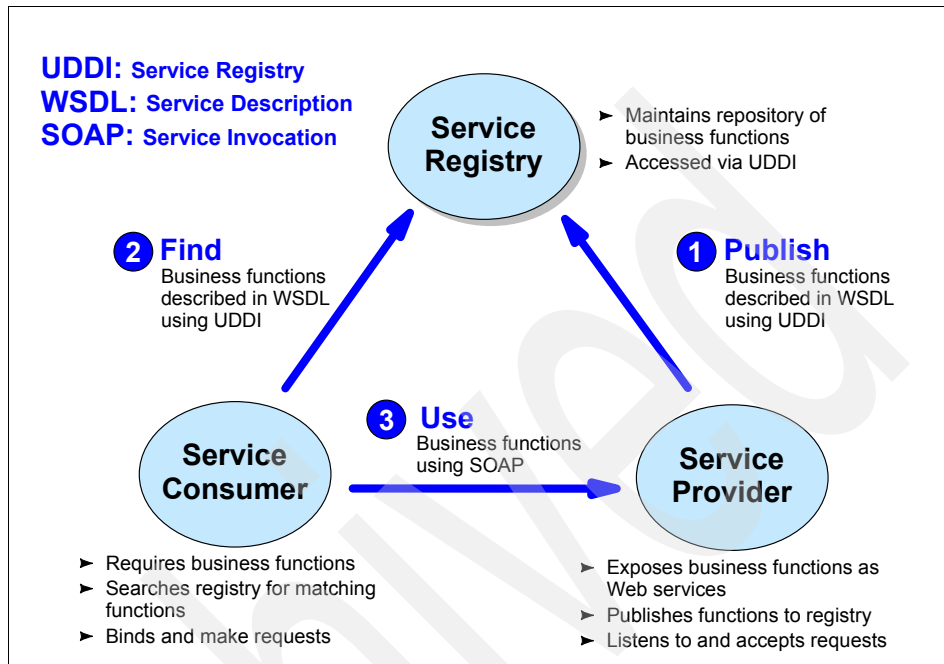 UDDI: Service Registry
WSDL: Service Description
SOAP: Service Invocation
Service
Registry
➤ Maintains repository of
business functions
➤ Accessed via UDDI
2 Find
Business functions
described in WSDL
using UDDI
1 Publish
Business functions
described in WSDL
using UDDI
3 Use
Business functions
using SOAP
Service
Consumer
Service
Provider
➤ Requires business functions
➤ Searches registry for matching
functions
➤ Binds and make requests
➤ Exposes business functions as
Web services
➤ Publishes functions to registry
➤ Listens to and accepts requests
hived